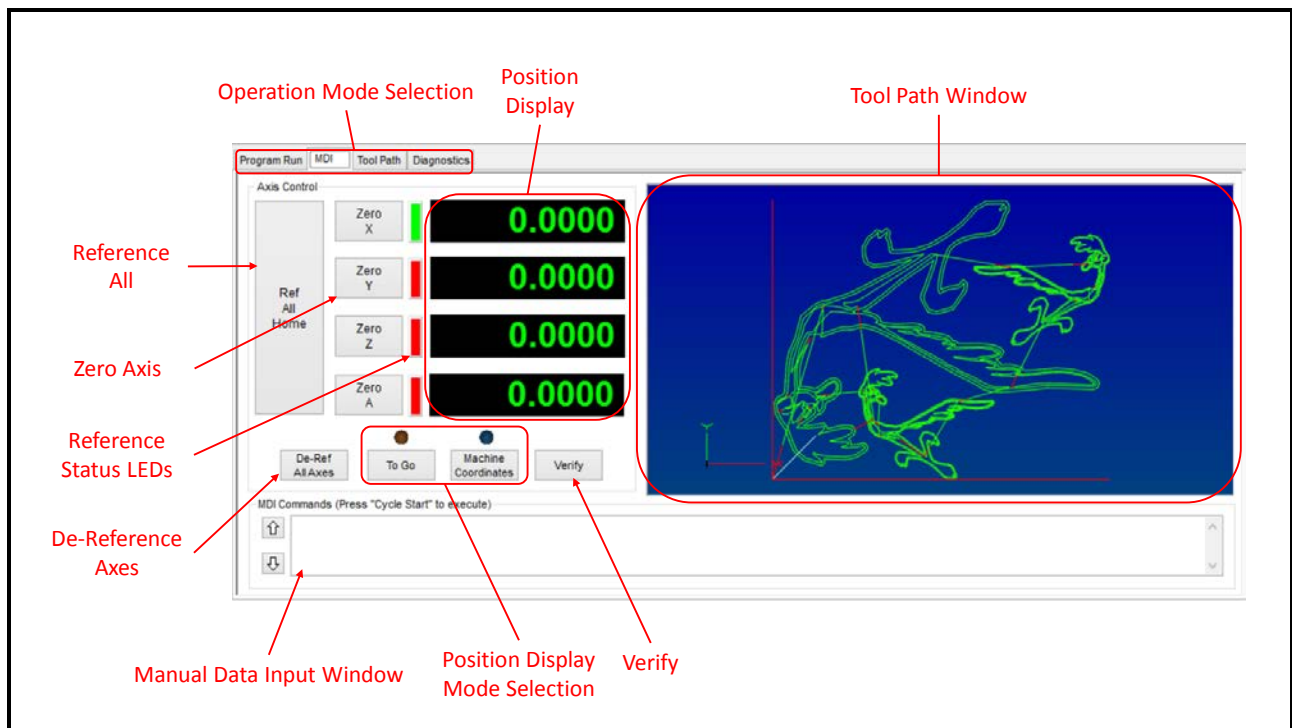 Operation Mode Selection
Position
Display
Tool Path Window
Program Run
MDI
Tool Path
Diagnostics
Axis Control
Reference
All
Ref
All
Home
Zero
X
0.0000
Zero
Y
0.0000
Zero
Z
0.0000
Zero
A
0.0000
Zero Axis
Reference
Status LEDs
De-Ref
All Axes
To Go
Machine
Coordinates
Verify
Y
MDI Commands (Press "Cycle Start" to execute)
De-Reference
Axes
Manual Data Input Window
Position Display
Mode Selection
Verify